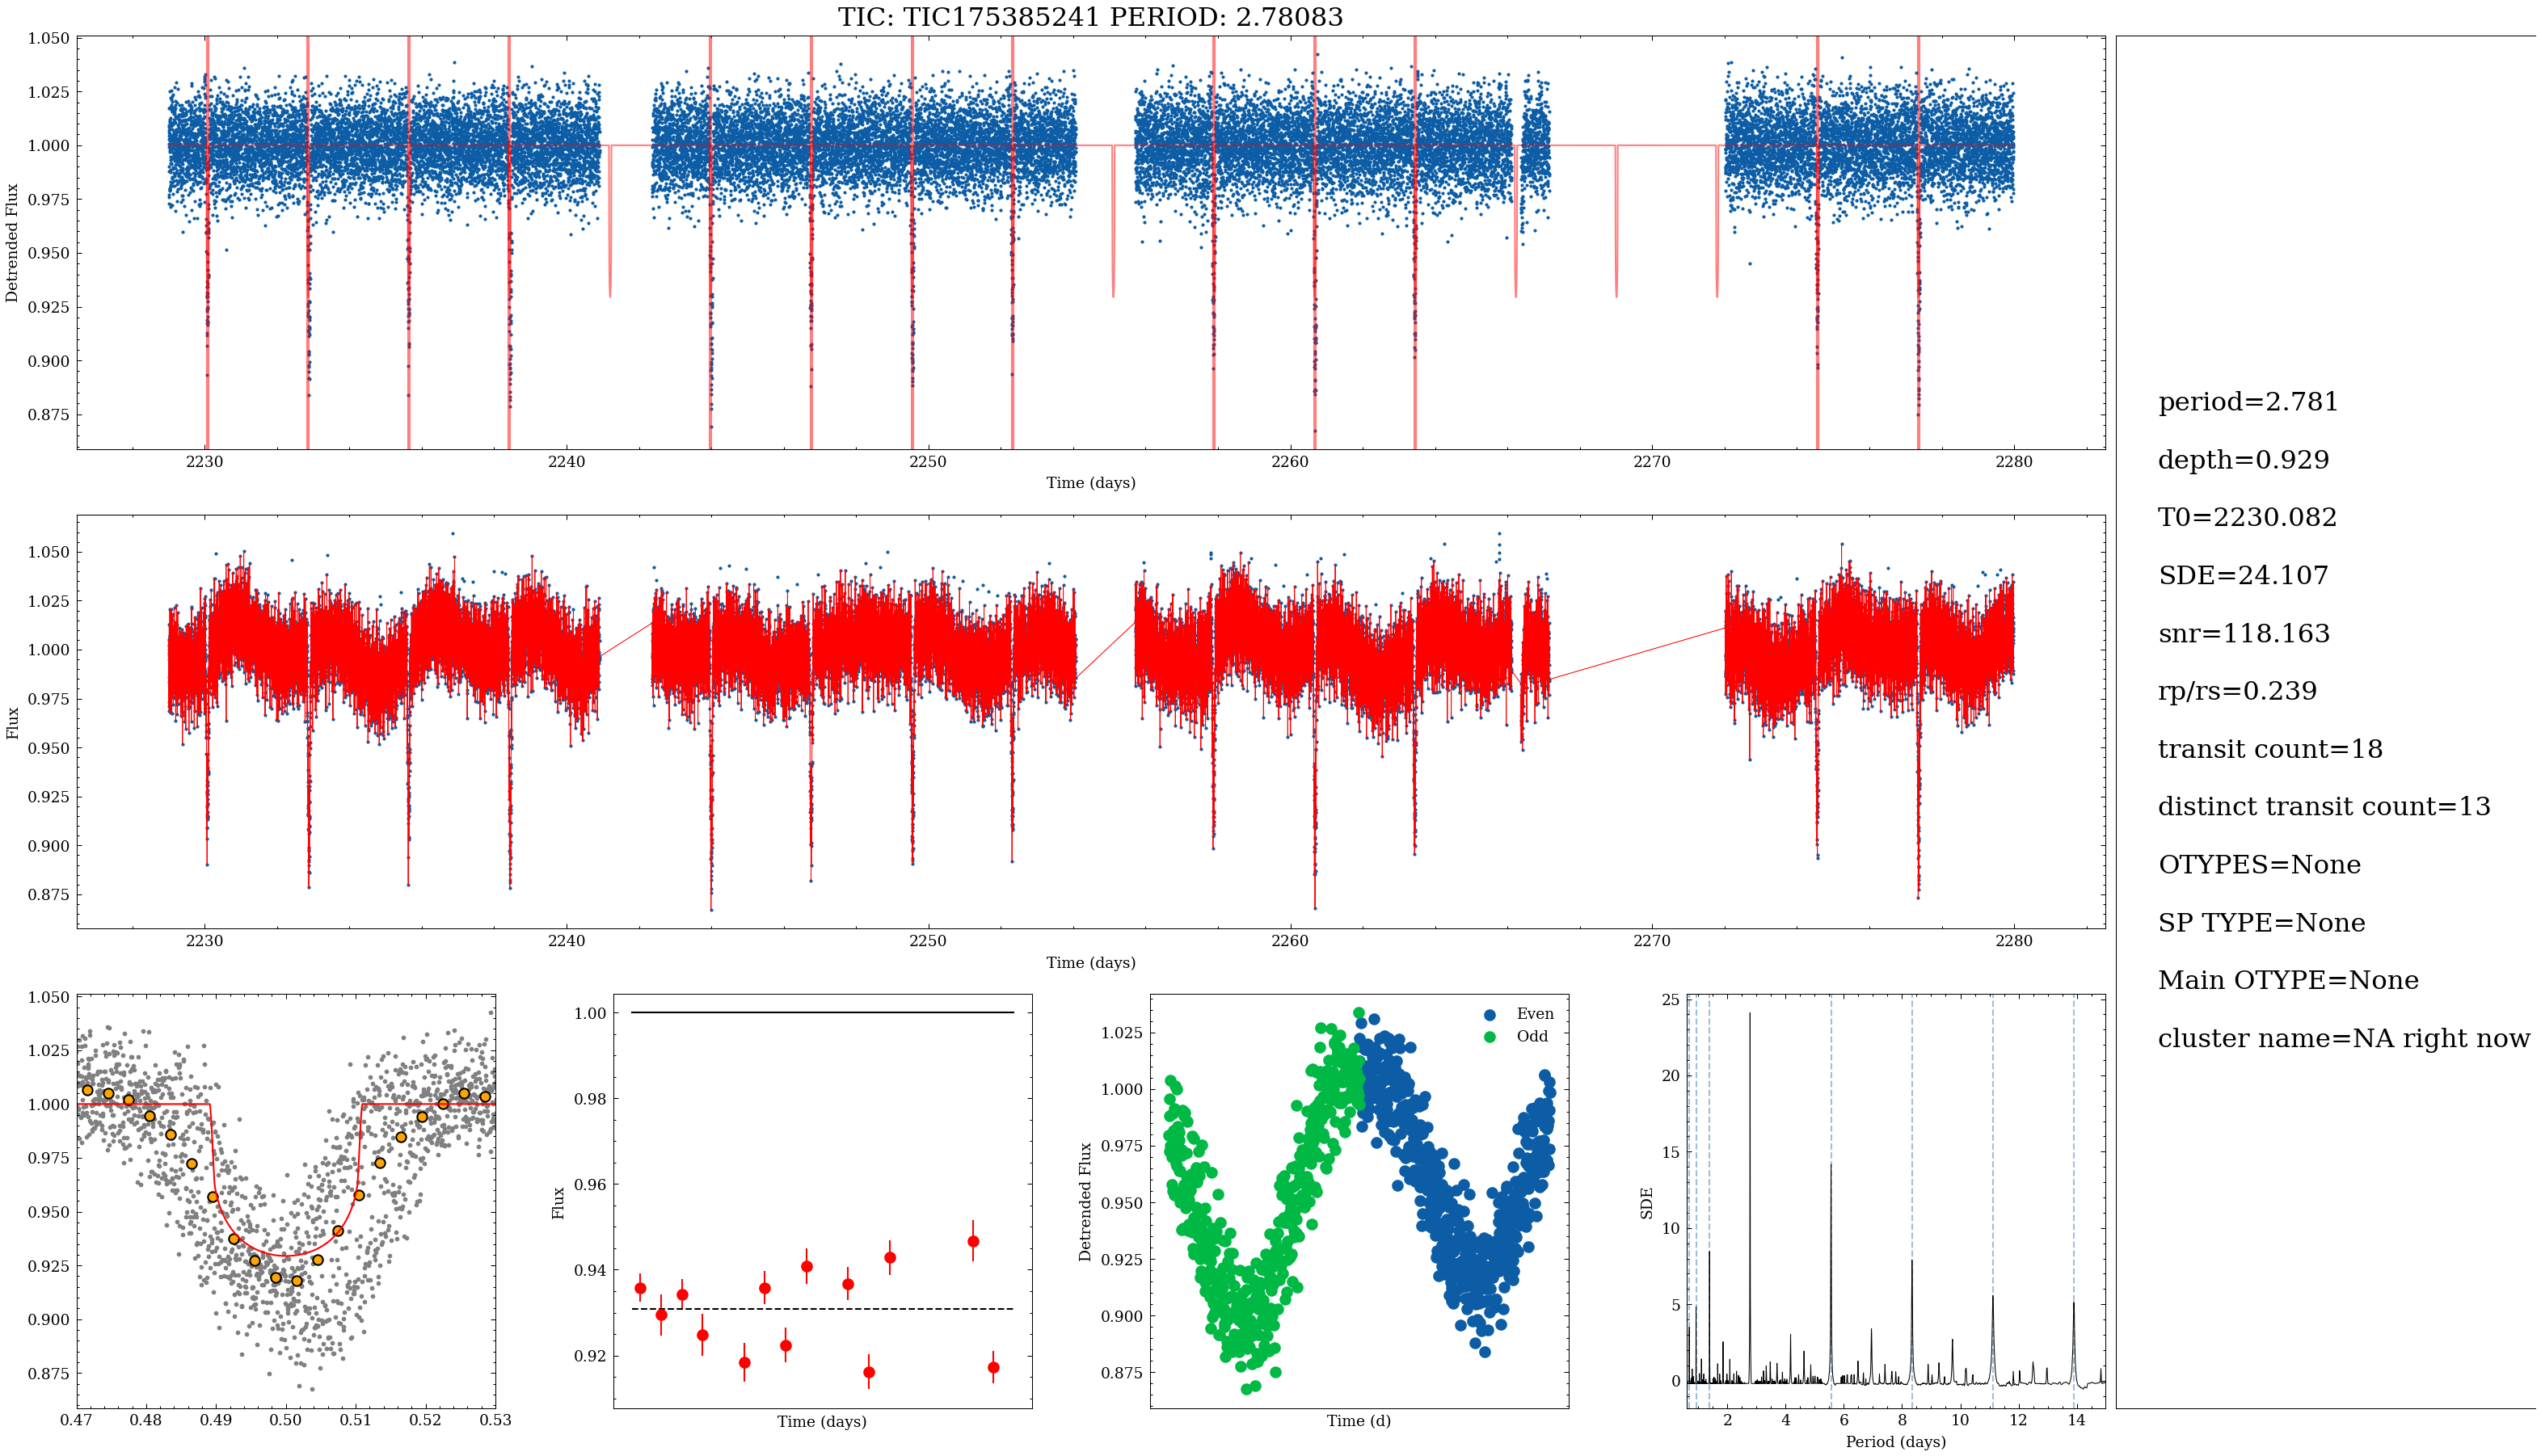 TIC: TIC175385241 PERIOD: 2.78083
1.050
1.025
1.000
0.975
0.950
0.925
0.900
0.875
Detrended Flux
2230 2240 2250 2260 2270 2280
Time (days)
1.050
1.025
1.000
0.975
0.950
0.925
0.900
0.875
Flux
2230 2240 2250 2260 2270 2280
Time (days)
1.050
1.025
1.000
0.975
0.950
0.925
0.900
0.875
0.47 0.48 0.49 0.50 0.51 0.52 0.53
1.00
0.98
0.96
0.94
0.92
Flux
Time (days)
1.025
1.000
0.975
0.950
0.925
0.900
0.875
Detrended Flux
Even
Odd
Time (d)
25
20
15
10
5
0
SDE
2 4 6 8 10 12 14
Period (days)
period=2.781
depth=0.929
T0=2230.082
SDE=24.107
snr=118.163
rp/rs=0.239
transit count=18
distinct transit count=13
OTYPES=None
SP TYPE=None
Main OTYPE=None
cluster name=NA right now